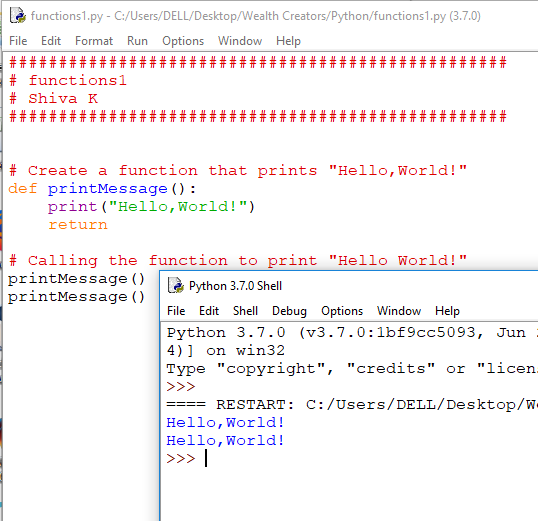 functions1.py - C:/Users/DELL/Desktop/Wealth Creators/Python/functions1.py (3.7.0)
File Edit Format Run Options Window Help
##################################################
# functions1
# Shiva K
##################################################
# Create a function that prints "Hello,World!"
def printMessage():
print("Hello,World!")
return
# Calling the function to print "Hello World!"
printMessage()
printMessage()
Python 3.7.0 Shell
File Edit Shell Debug Options Window Help
Python 3.7.0 (v3.7.0:1bf9cc5093, Jun
4)] on win32
Type "copyright", "credits" or "licen
>>>
==== RESTART: C:/Users/DELL/Desktop/We
Hello,World!
Hello,World!
>>>